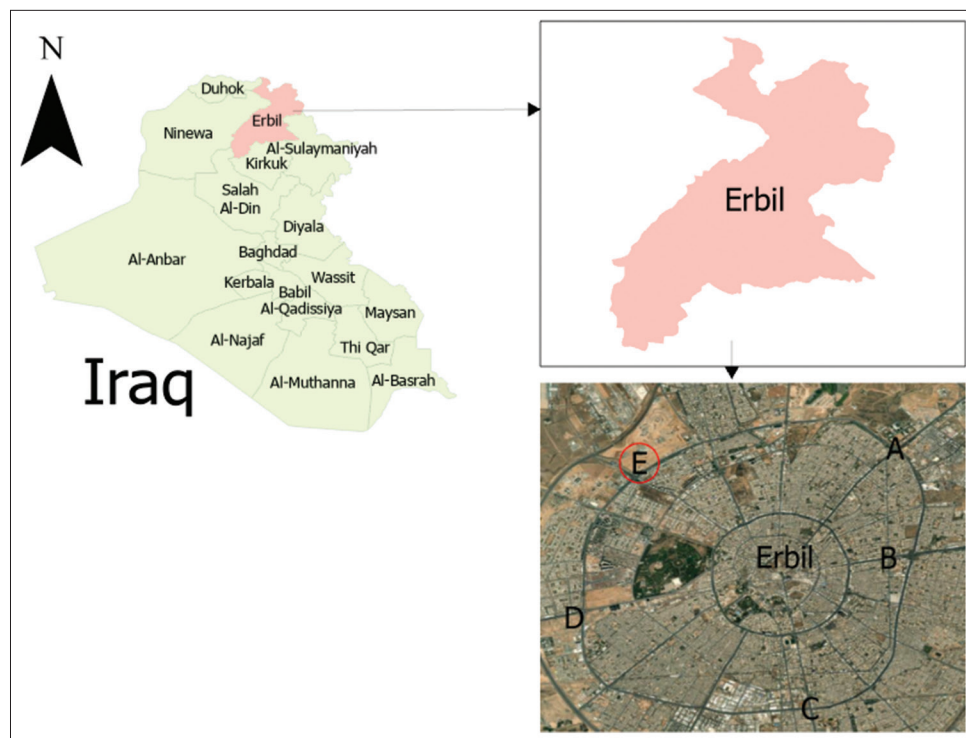 N
Duhok
Erbil
Ninewa
Al-Sulaymaniyah
Kirkuk
Salah
Al-Din
Diyala
Al-Anbar
Baghdad
Wassit
Kerbala
Babil
Al-Qadissiya
Maysan
Al-Najaf
Thi Qar
Al-Muthanna
Al-Basrah
Iraq
Erbil
A
E
Erbil
B
D
C